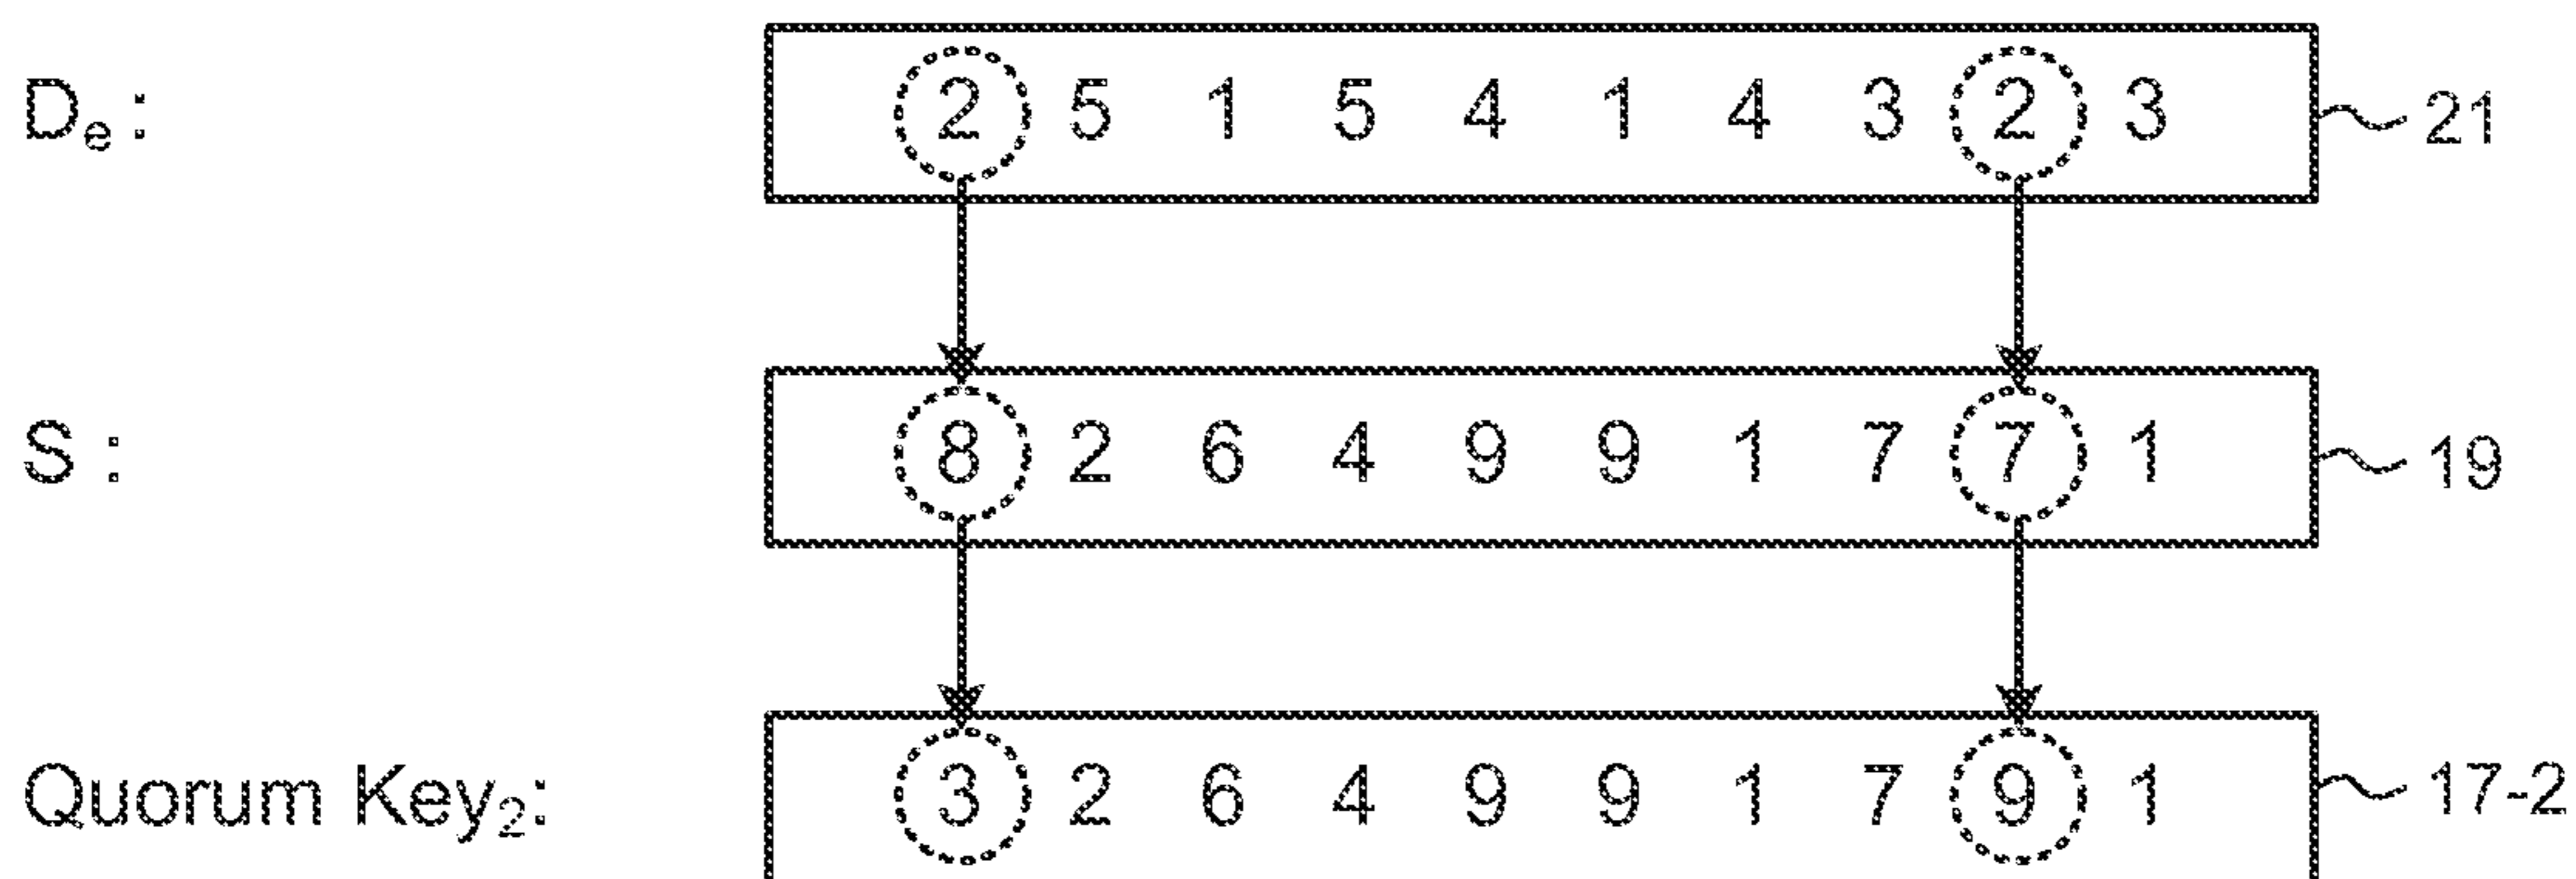 Dₑ : 2 5 1 5 4 1 4 3 2 3 21
S : 8 2 6 4 9 9 1 7 7 1 19
Quorum Key₂: 3 2 6 4 9 9 1 7 9 1 17-2